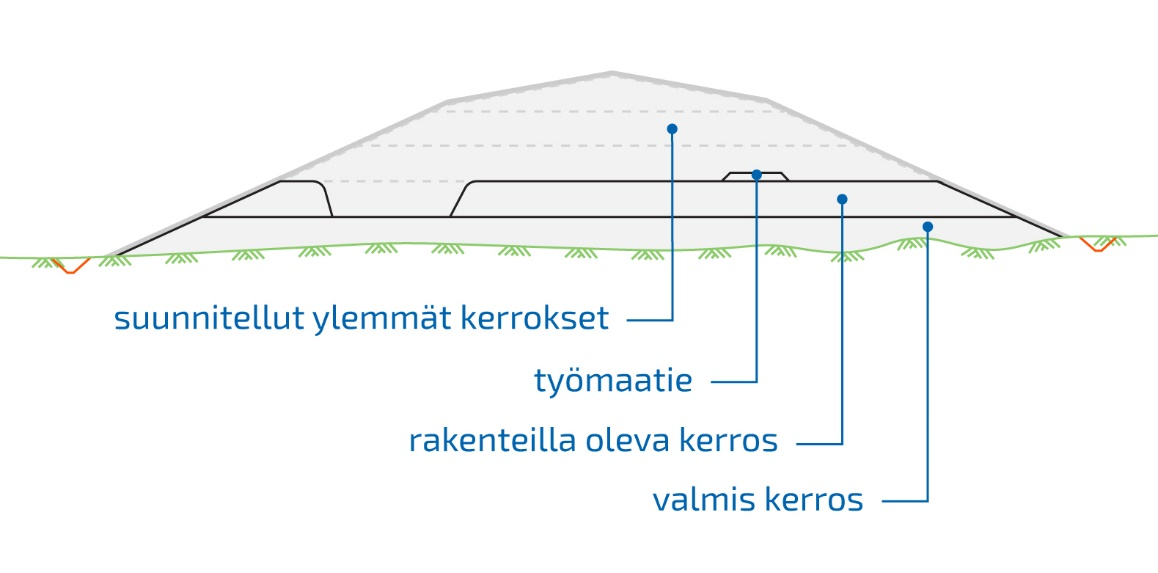 suunnitellut ylemmät kerrokset
työmaatie
rakenteilla oleva kerros
valmis kerros